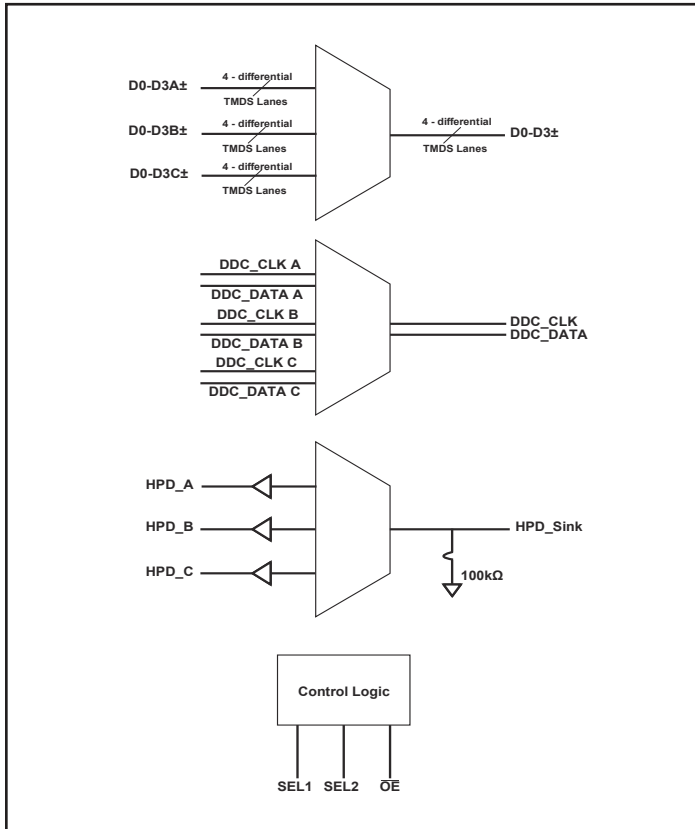 4 - differential
D0-D3A±
TMDS Lanes
4 - differential
D0-D3B±
TMDS Lanes
4 - differential
D0-D3C±
TMDS Lanes
4 - differential
D0-D3±
TMDS Lanes
DDC_CLK A
DDC_DATA A
DDC_CLK B
DDC_DATA B
DDC_CLK C
DDC_DATA C
DDC_CLK
DDC_DATA
HPD_A
HPD_B
HPD_C
HPD_Sink
100kΩ
Control Logic
SEL1 SEL2 O̅E̅